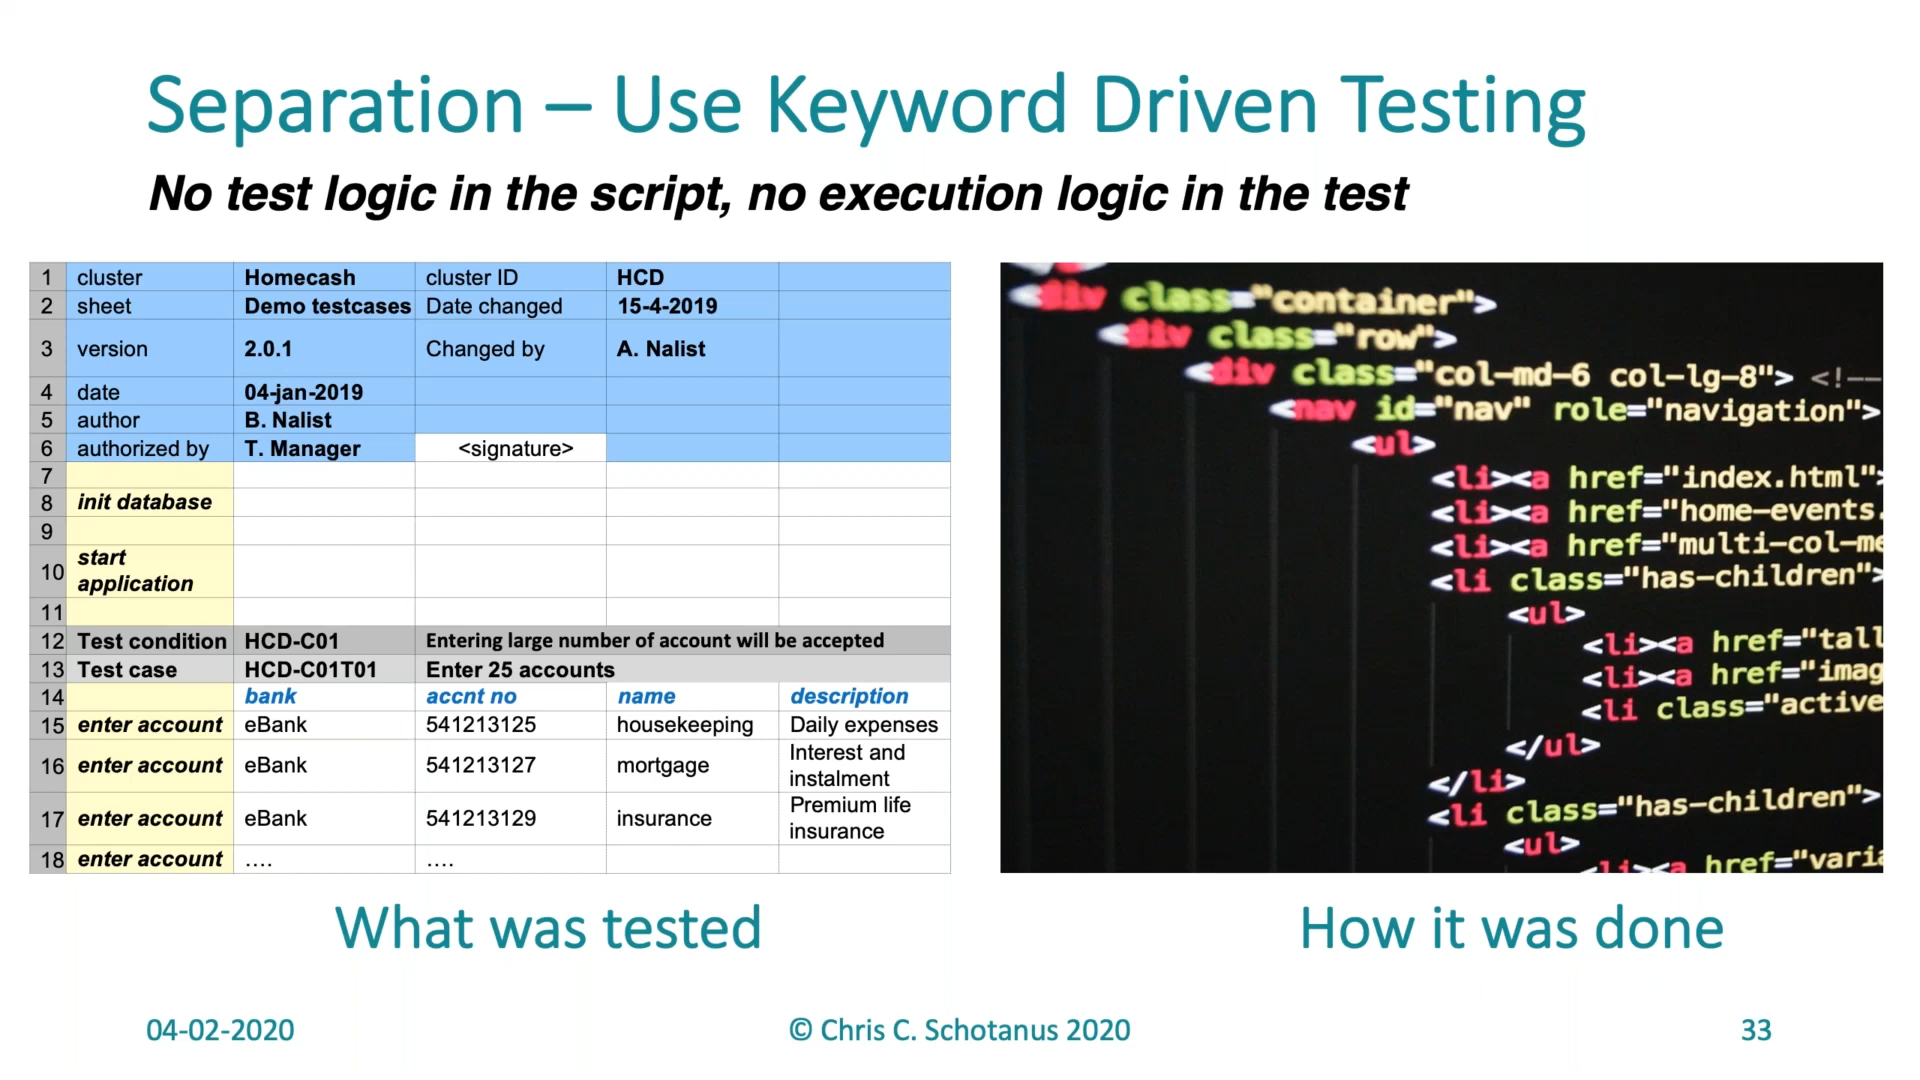 Separation – Use Keyword Driven Testing
No test logic in the script, no execution logic in the test
1 cluster Homecash cluster ID HCD
2 sheet Demo testcases Date changed 15-4-2019
3 version 2.0.1 Changed by A. Nalist
4 date 04-jan-2019
5 author B. Nalist
6 authorized by T. Manager <signature>
7
8 init database
9
10 start application
11
12 Test condition HCD-C01 Entering large number of account will be accepted
13 Test case HCD-C01T01 Enter 25 accounts
14 bank accnt no name description
15 enter account eBank 541213125 housekeeping Daily expenses
16 enter account eBank 541213127 mortgage Interest and instalment
17 enter account eBank 541213129 insurance Premium life insurance
18 enter account .... ....
<div class="container">
<div class="row">
<div class="col-md-6 col-lg-8"> <!--
<nav id="nav" role="navigation">
<ul>
<li><a href="index.html"
<li><a href="home-events.
<li><a href="multi-col-me
<li class="has-children">
<ul>
<li><a href="tall
<li><a href="imag
<li class="active
</ul>
</li>
<li class="has-children">
<ul>
<li><a href="varia
What was tested
How it was done
04-02-2020
© Chris C. Schotanus 2020
33